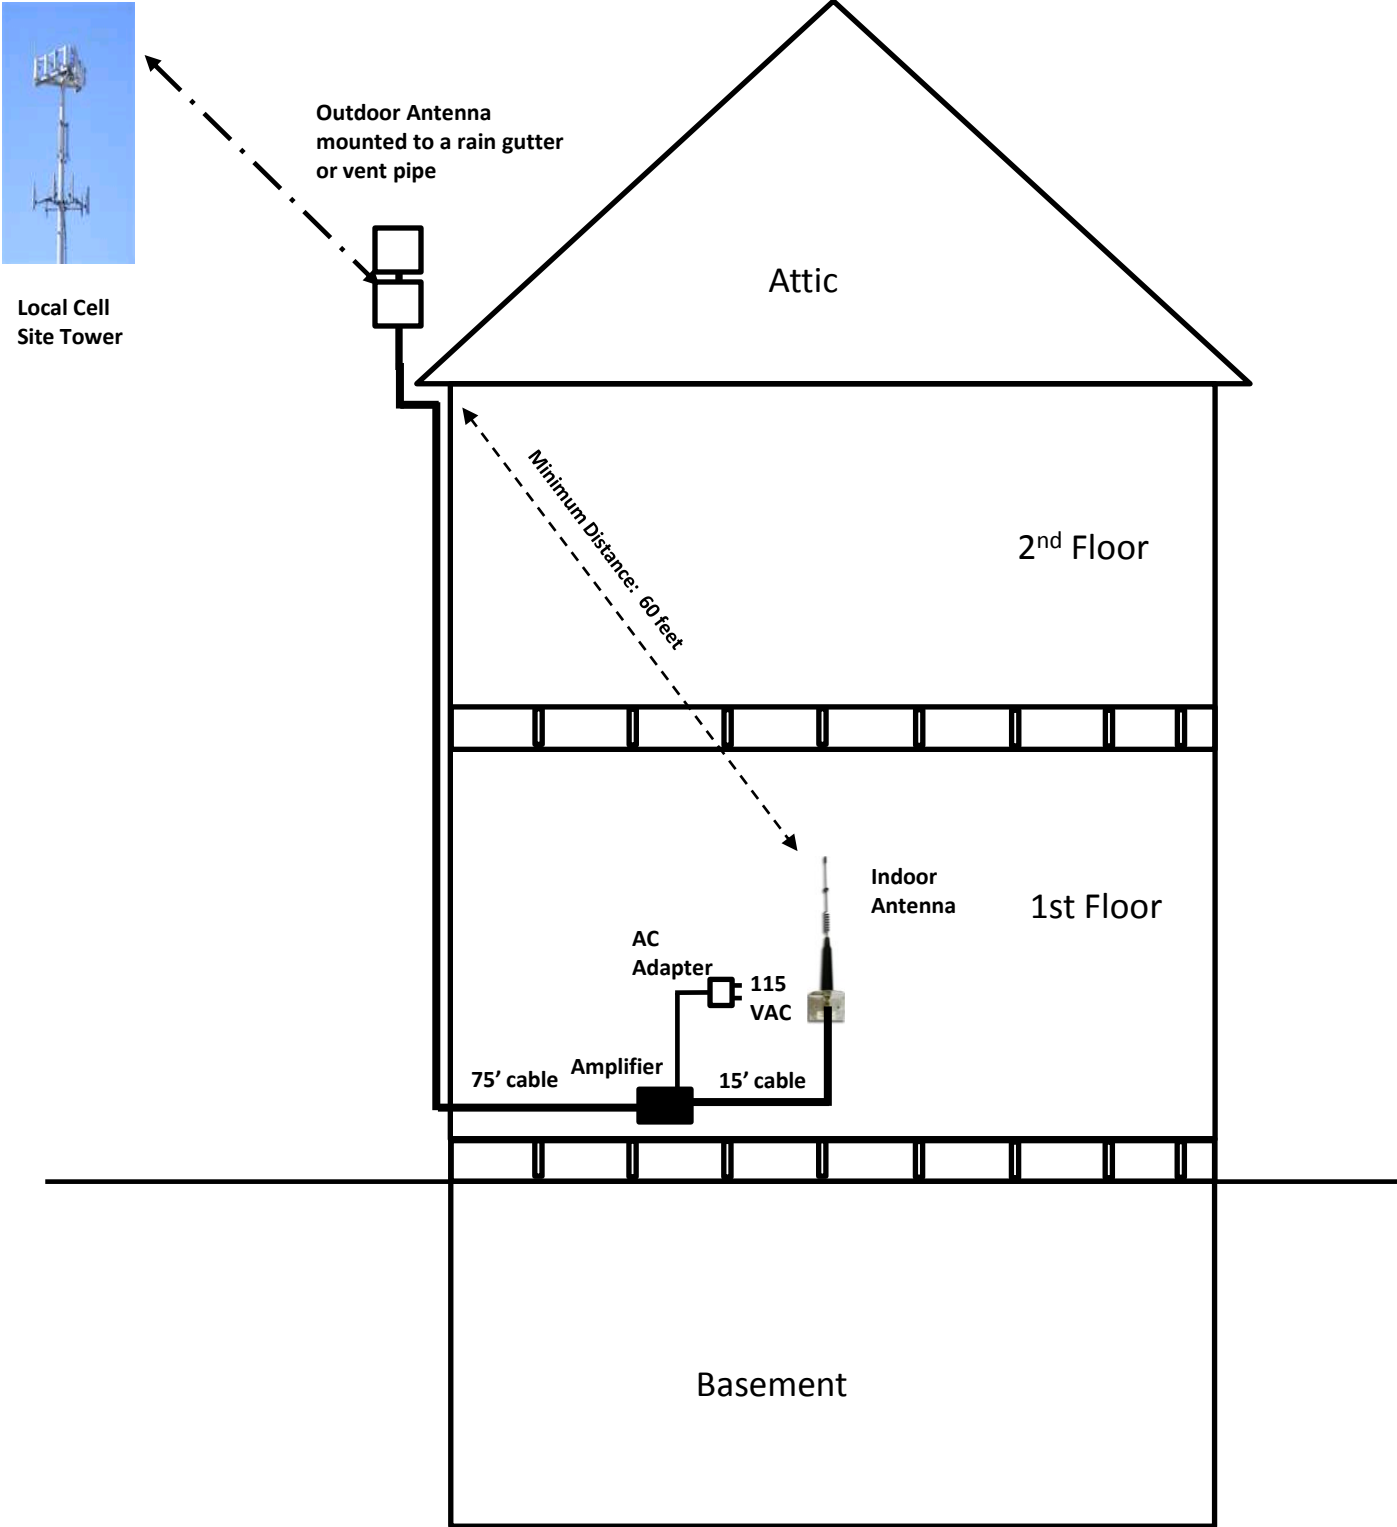 Outdoor Antenna
mounted to a rain gutter
or vent pipe
Local Cell
Site Tower
Attic
Minimum Distance:  60 feet
2nd Floor
Indoor
Antenna
1st Floor
AC
Adapter
115
VAC
Amplifier
75’ cable
15’ cable
Basement